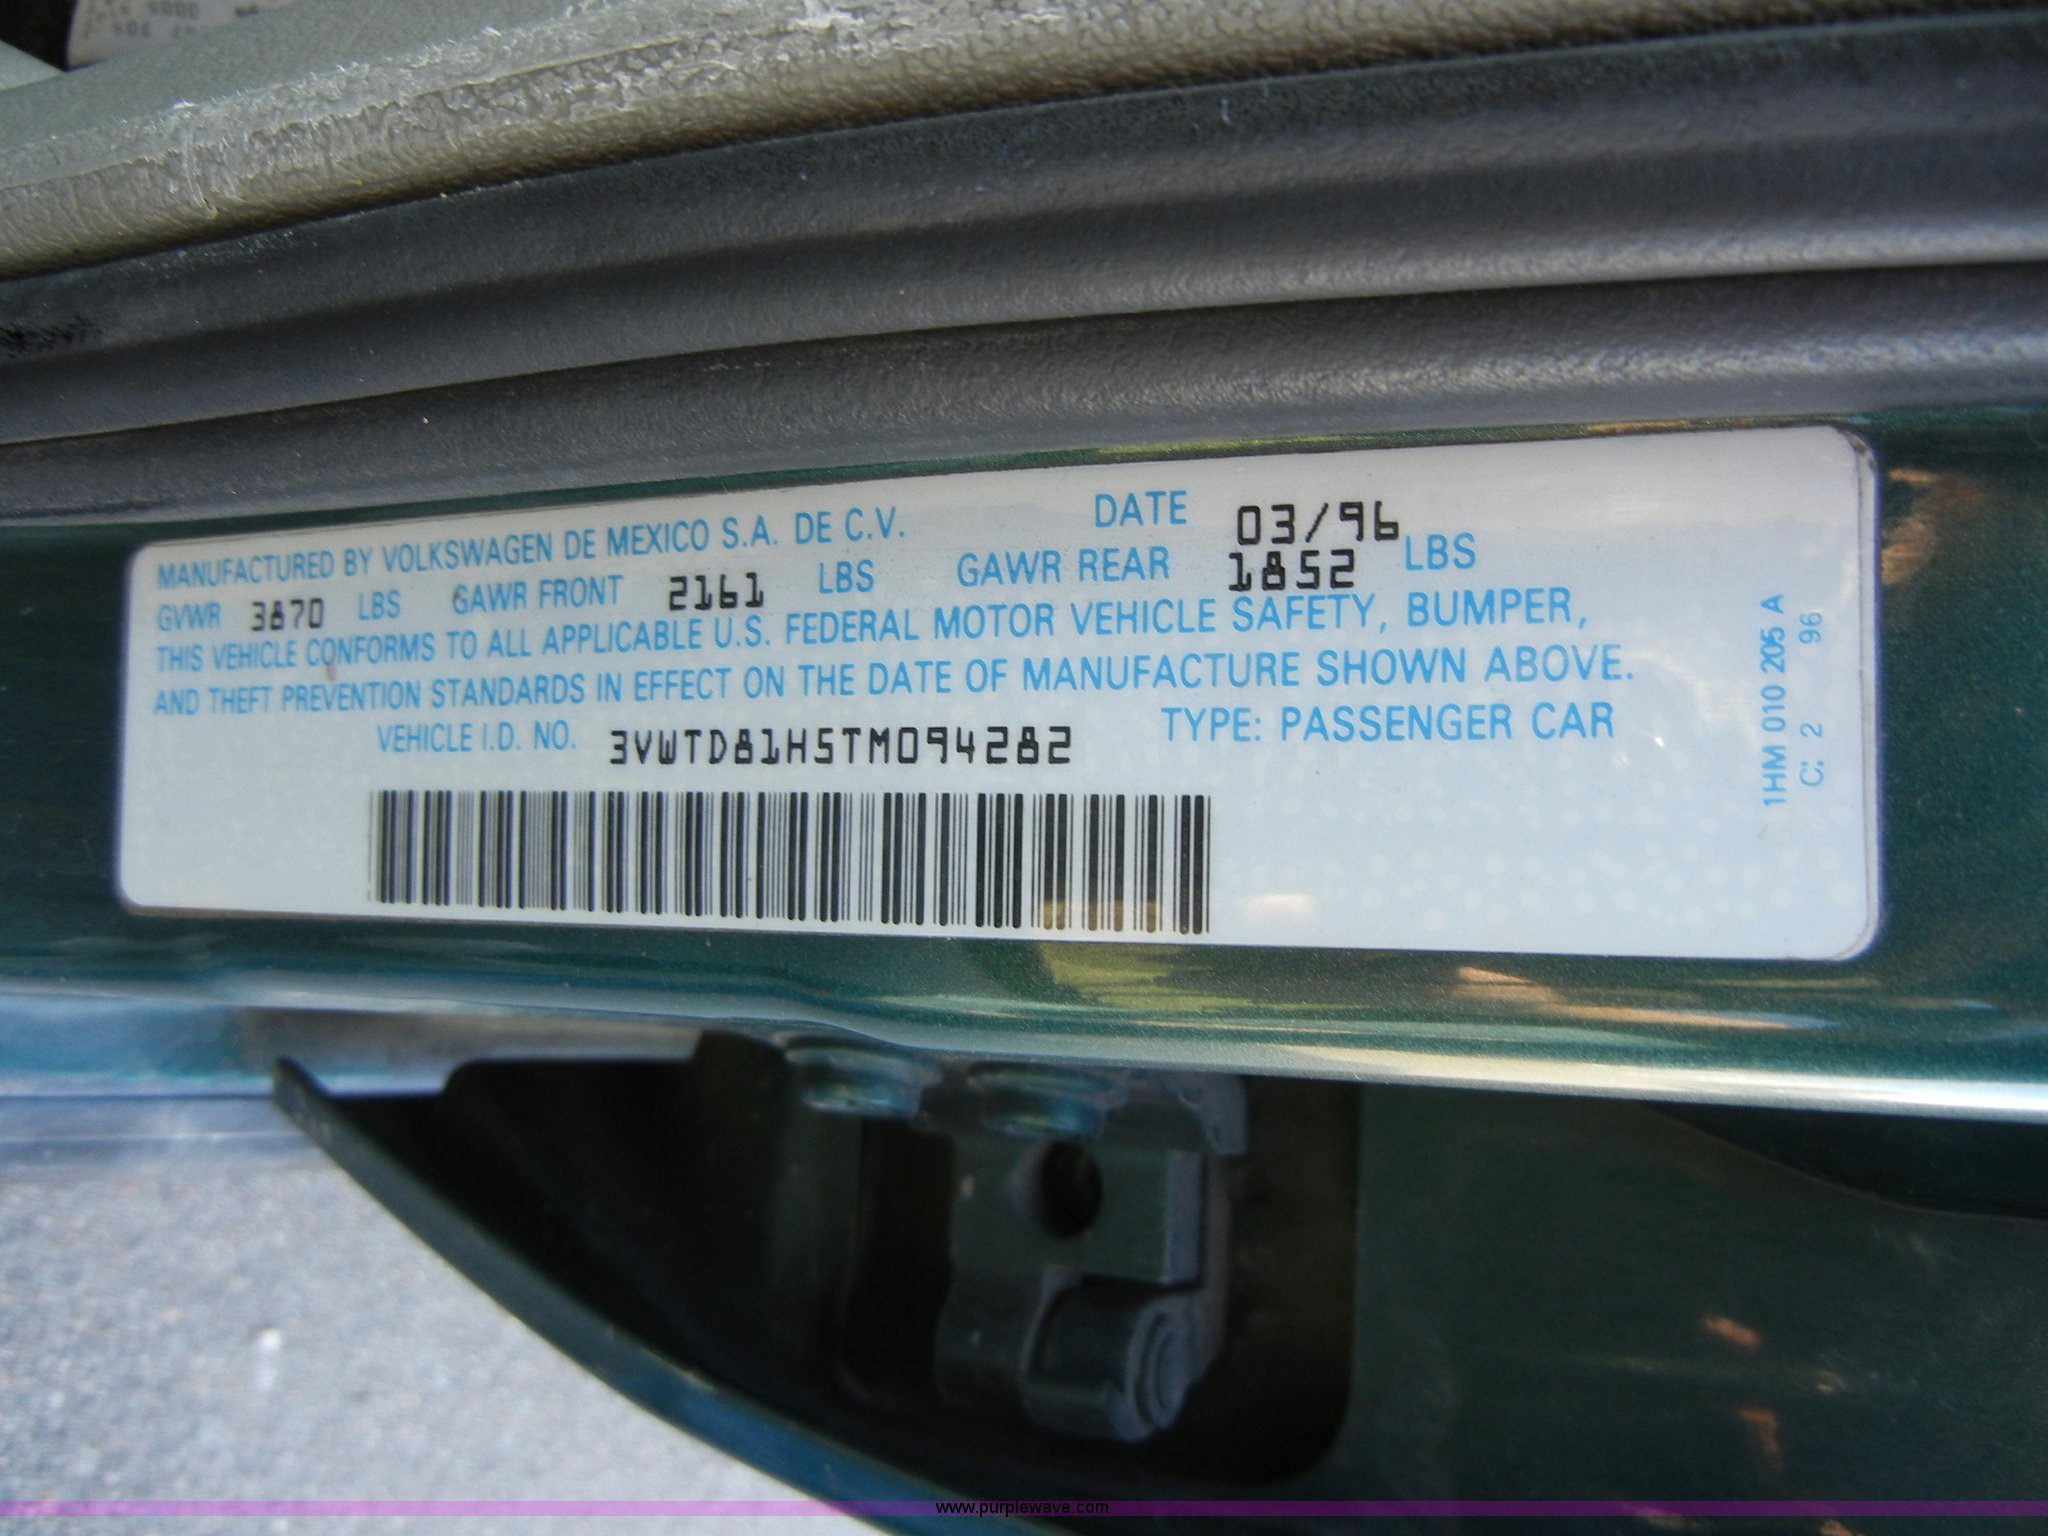 MANUFACTURED BY VOLKSWAGEN DE MEXICO S.A. DE C.V. DATE 03/96
GVWR 3870 LBS GAWR FRONT 2161 LBS GAWR REAR 1852 LBS
THIS VEHICLE CONFORMS TO ALL APPLICABLE U.S. FEDERAL MOTOR VEHICLE SAFETY, BUMPER,
AND THEFT PREVENTION STANDARDS IN EFFECT ON THE DATE OF MANUFACTURE SHOWN ABOVE.
VEHICLE I.D. NO. 3VWTD81H5TM094282 TYPE: PASSENGER CAR
1HM 010 205 A
C. 2 96
www.purplewave.com